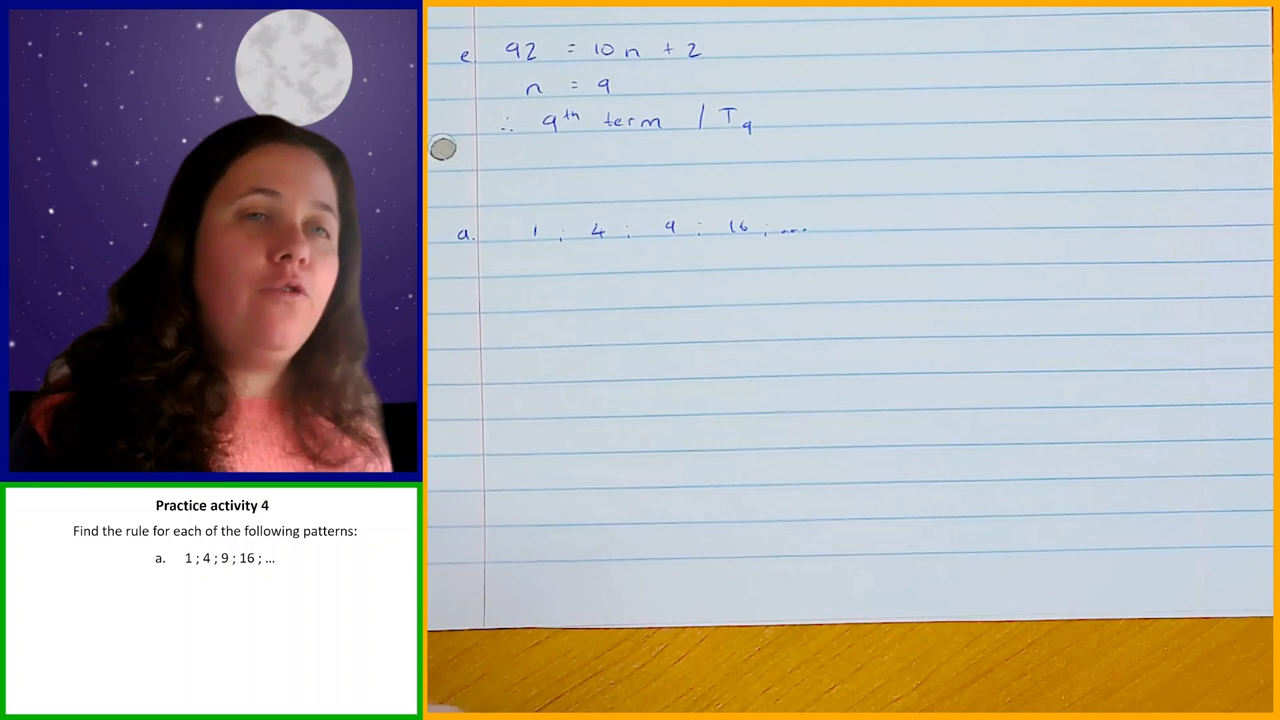 e. 92 = 10n + 2
n = 9
∴ 9th term / T9
a. 1 ; 4 ; 9 ; 16 ; ...
Practice activity 4
Find the rule for each of the following patterns:
a. 1 ; 4 ; 9 ; 16 ; ...